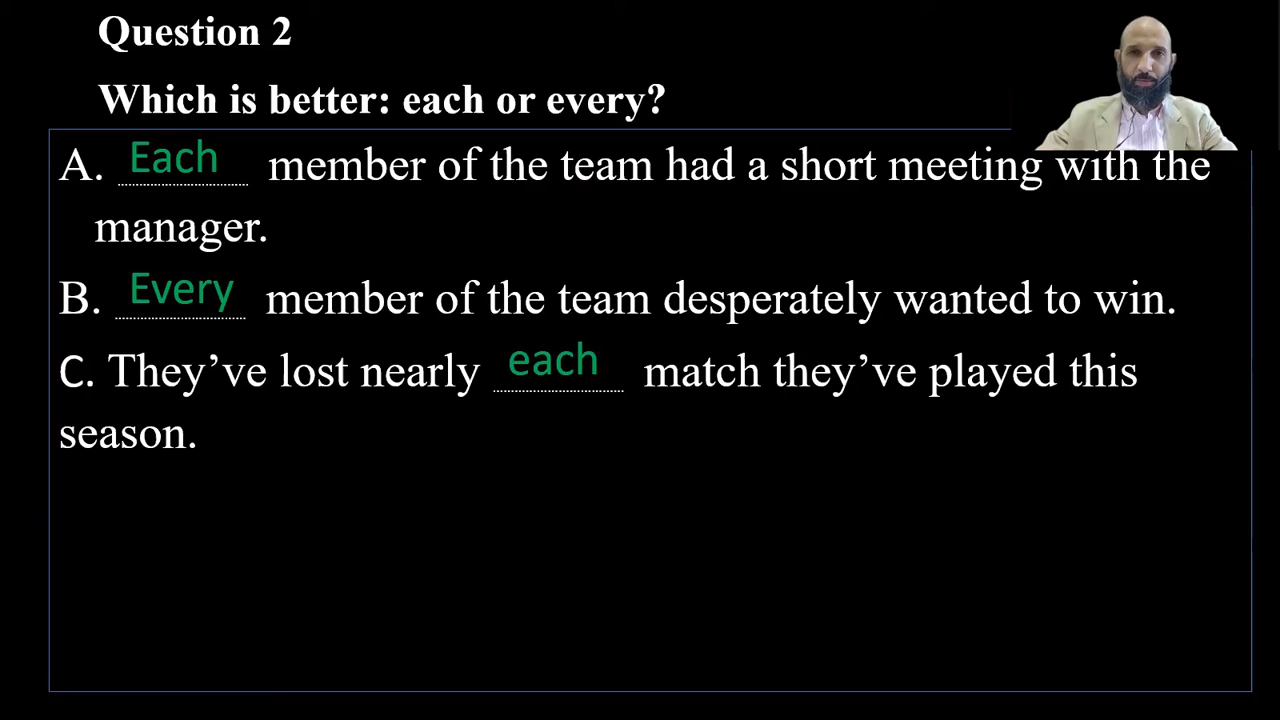 Question 2
Which is better: each or every?
A. Each member of the team had a short meeting with the
manager.
B. Every member of the team desperately wanted to win.
C. They’ve lost nearly each match they’ve played this
season.